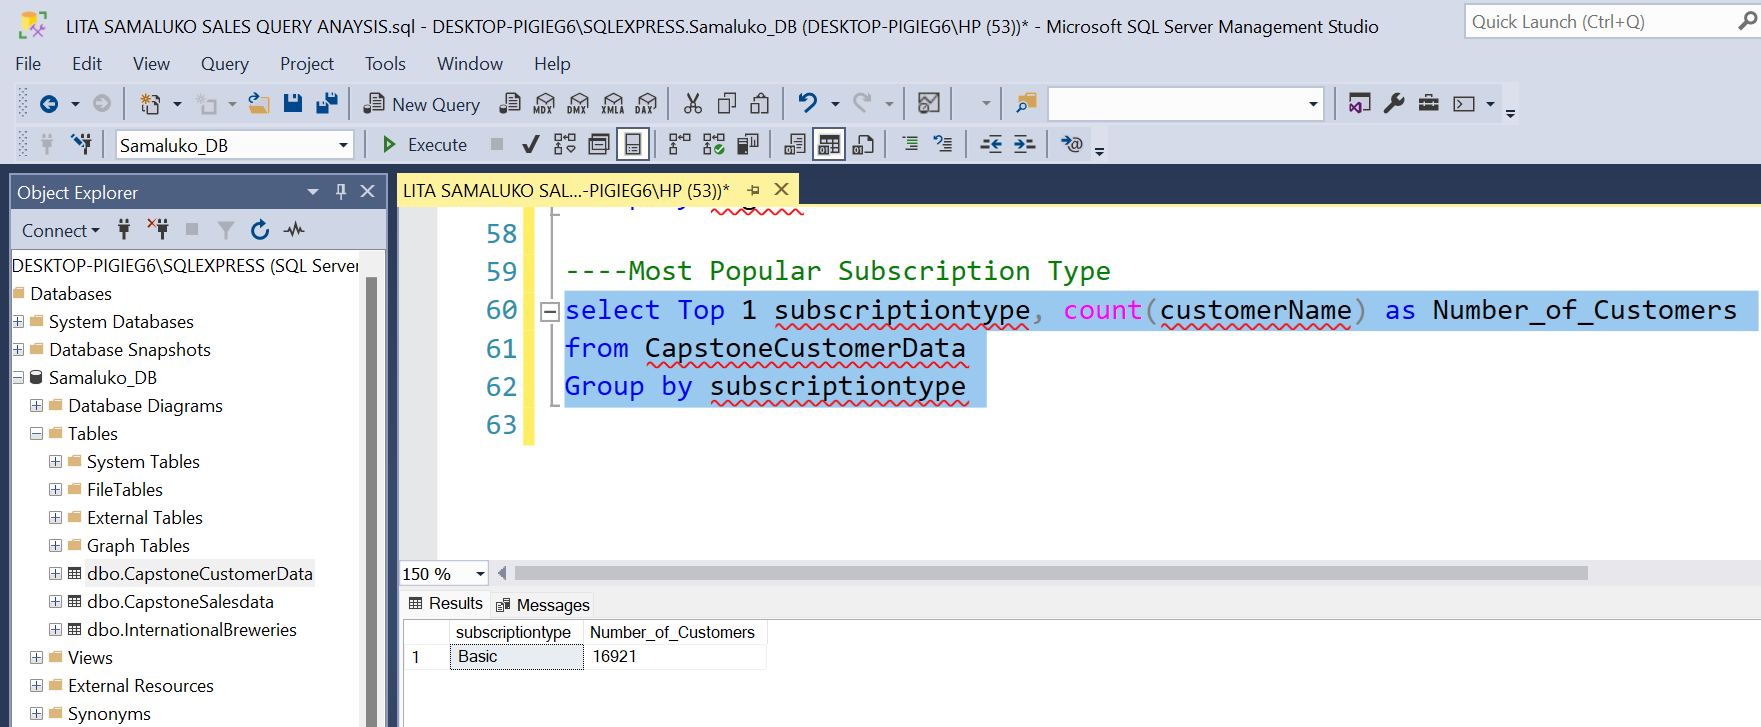 LITA SAMALUKO SALES QUERY ANAYSIS.sql - DESKTOP-PIGIEG6\SQLEXPRESS.Samaluko_DB (DESKTOP-PIGIEG6\HP (53))* - Microsoft SQL Server Management Studio
Quick Launch (Ctrl+Q)
File Edit View Query Project Tools Window Help
New Query MDX DMX XMLA DAX
Samaluko_DB Execute
Object Explorer
Connect
DESKTOP-PIGIEG6\SQLEXPRESS (SQL Server
Databases
System Databases
Database Snapshots
Samaluko_DB
Database Diagrams
Tables
System Tables
FileTables
External Tables
Graph Tables
dbo.CapstoneCustomerData
dbo.CapstoneSalesdata
dbo.InternationalBreweries
Views
External Resources
Synonyms
LITA SAMALUKO SAL...-PIGIEG6\HP (53))*
58
59 ----Most Popular Subscription Type
60 select Top 1 subscriptiontype, count(customerName) as Number_of_Customers
61 from CapstoneCustomerData
62 Group by subscriptiontype
63
150 %
Results Messages
subscriptiontype Number_of_Customers
1 Basic 16921